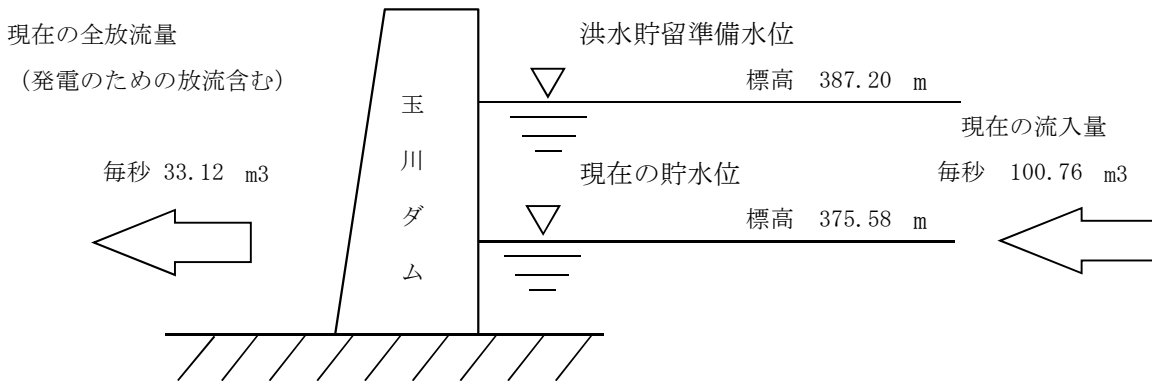 現在の全放流量
（発電のための放流含む）
毎秒 33.12 m3
玉川ダム
洪水貯留準備水位
標高 387.20 m
現在の貯水位
標高 375.58 m
現在の流入量
毎秒 100.76 m3